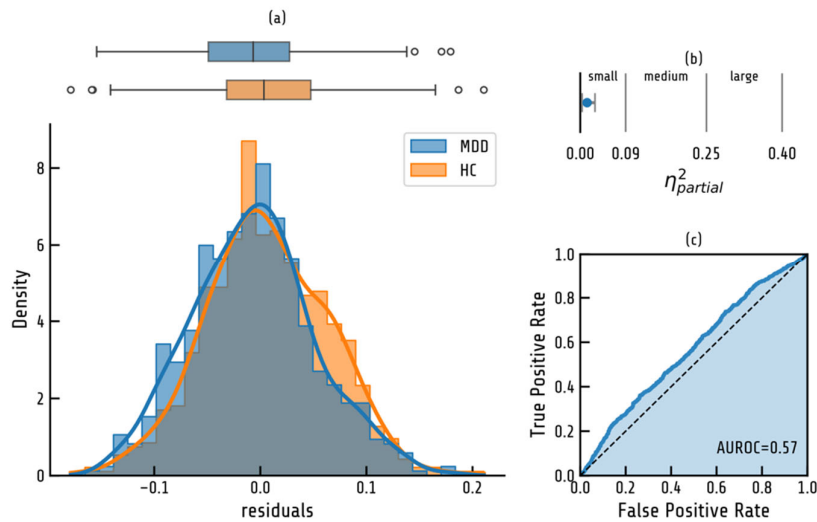 (a)
MDD
HC
8
6
4
2
0
Density
−0.1
0.0
0.1
0.2
residuals
(b)
small
medium
large
0.00
0.09
0.25
0.40
η²partial
(c)
1.0
0.8
0.6
0.4
0.2
0.0
True Positive Rate
AUROC=0.57
0.0
0.2
0.4
0.6
0.8
1.0
False Positive Rate